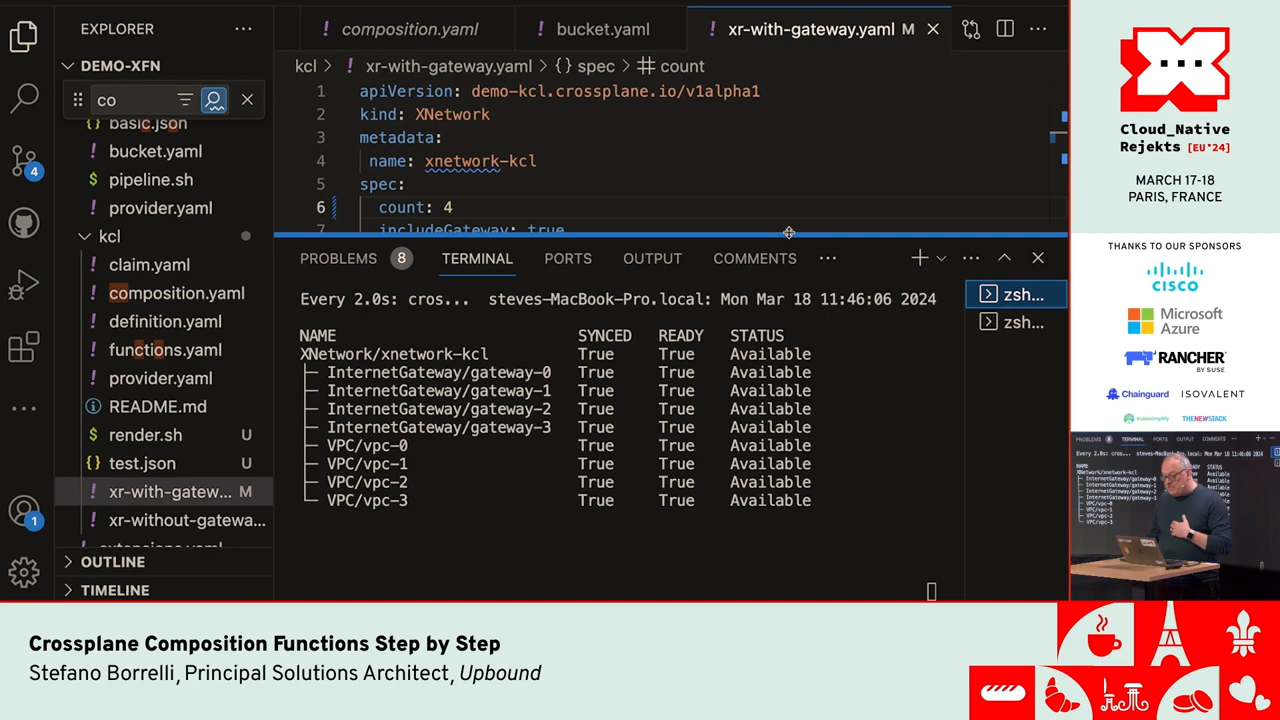 EXPLORER
DEMO-XFN
co
basic.json
bucket.yaml
pipeline.sh
provider.yaml
kcl
claim.yaml
composition.yaml
definition.yaml
functions.yaml
provider.yaml
README.md
render.sh U
test.json U
xr-with-gatew... M
xr-without-gatewa...
OUTLINE
TIMELINE
4
1
composition.yaml
bucket.yaml
xr-with-gateway.yaml M
kcl > xr-with-gateway.yaml > {} spec > # count
1 apiVersion: demo-kcl.crossplane.io/v1alpha1
2 kind: XNetwork
3 metadata:
4 name: xnetwork-kcl
5 spec:
6 count: 4
7 includeGateway: true
PROBLEMS 8 TERMINAL PORTS OUTPUT COMMENTS
Every 2.0s: cros... steves-MacBook-Pro.local: Mon Mar 18 11:46:06 2024
NAME SYNCED READY STATUS
XNetwork/xnetwork-kcl True True Available
├─ InternetGateway/gateway-0 True True Available
├─ InternetGateway/gateway-1 True True Available
├─ InternetGateway/gateway-2 True True Available
├─ InternetGateway/gateway-3 True True Available
├─ VPC/vpc-0 True True Available
├─ VPC/vpc-1 True True Available
├─ VPC/vpc-2 True True Available
└─ VPC/vpc-3 True True Available
zsh...
zsh...
Cloud_Native
Rejekts [EU'24]
MARCH 17-18
PARIS, FRANCE
THANKS TO OUR SPONSORS
CISCO
Microsoft
Azure
RANCHER
BY SUSE
Chainguard ISOVALENT
Kubesimplify THENEWSTACK
Crossplane Composition Functions Step by Step
Stefano Borrelli, Principal Solutions Architect, Upbound